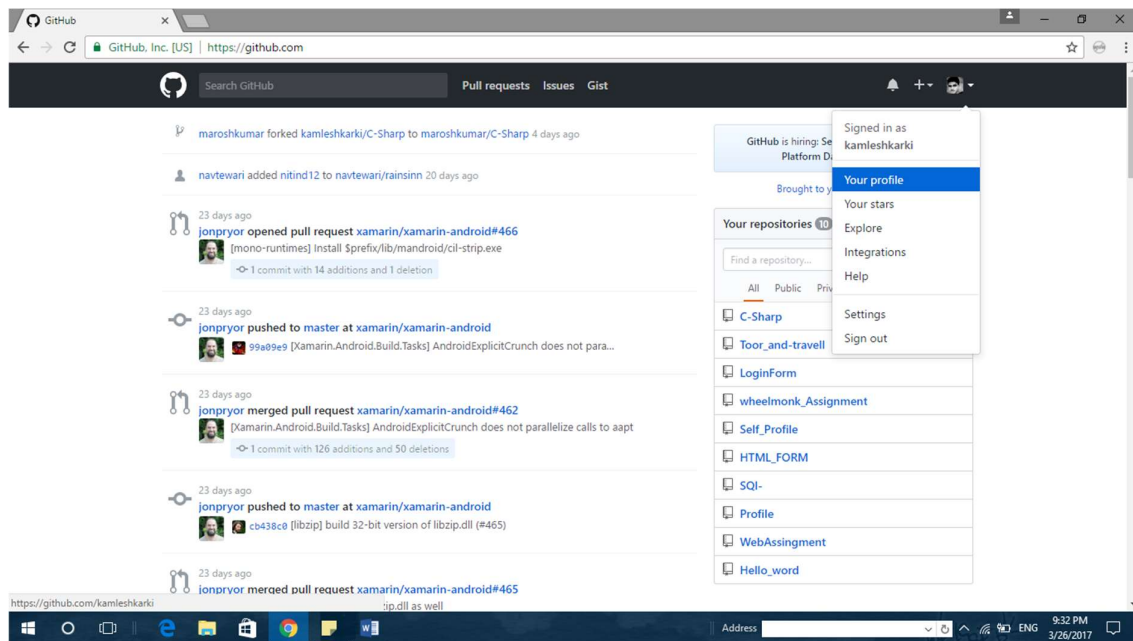 GitHub
GitHub, Inc. [US] | https://github.com
Search GitHub
Pull requests Issues Gist
maroshkumar forked kamleshkarki/C-Sharp to maroshkumar/C-Sharp 4 days ago
navtewari added nitind12 to navtewari/rainsinn 20 days ago
23 days ago
jonpryor opened pull request xamarin/xamarin-android#466
[mono-runtimes] Install $prefix/lib/mandroid/cil-strip.exe
1 commit with 14 additions and 1 deletion
23 days ago
jonpryor pushed to master at xamarin/xamarin-android
99a09e9 [Xamarin.Android.Build.Tasks] AndroidExplicitCrunch does not para...
23 days ago
jonpryor merged pull request xamarin/xamarin-android#462
[Xamarin.Android.Build.Tasks] AndroidExplicitCrunch does not parallelize calls to aapt
1 commit with 126 additions and 50 deletions
23 days ago
jonpryor pushed to master at xamarin/xamarin-android
cb438c0 [libzip] build 32-bit version of libzip.dll (#465)
23 days ago
jonpryor merged pull request xamarin/xamarin-android#465
zip.dll as well
GitHub is hiring: Se
Platform Da
Brought to y
Your repositories 10
Find a repository...
All Public Priv
C-Sharp
Toor_and-travell
LoginForm
wheelmonk_Assignment
Self_Profile
HTML_FORM
SQl-
Profile
WebAssingment
Hello_word
Signed in as
kamleshkarki
Your profile
Your stars
Explore
Integrations
Help
Settings
Sign out
https://github.com/kamleshkarki
Address
ENG
9:32 PM
3/26/2017